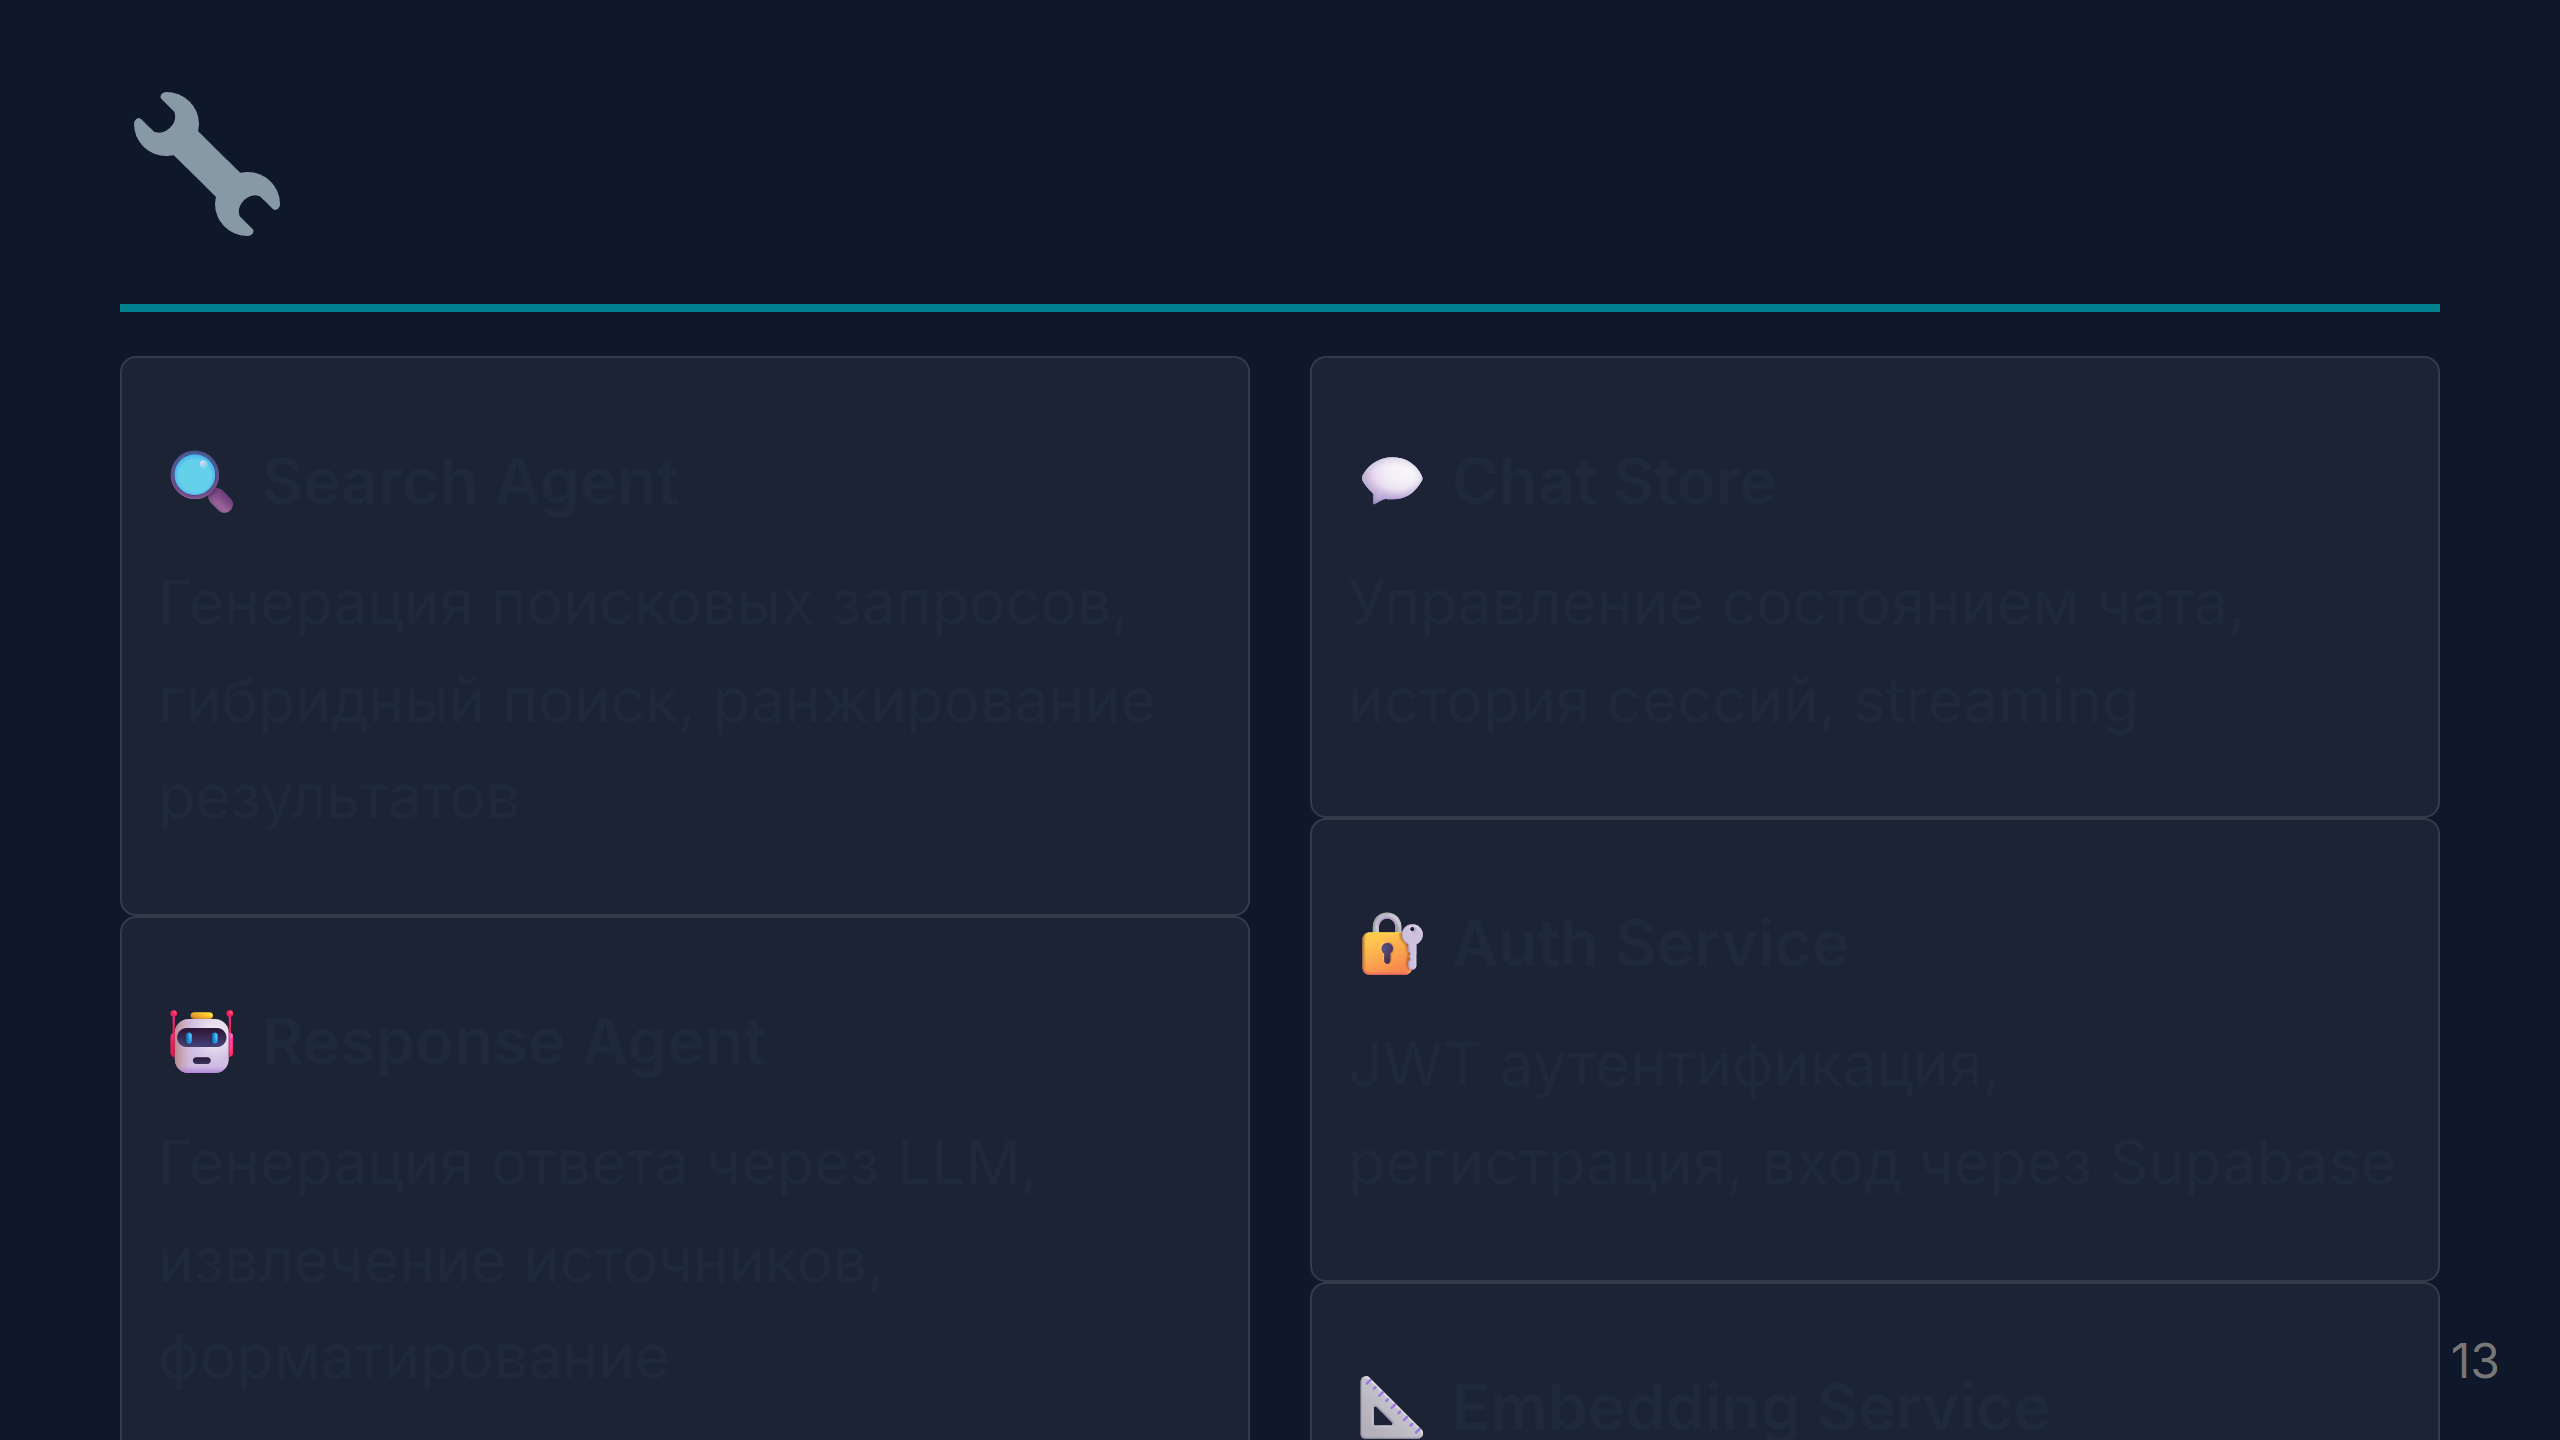 Search Agent
Генерация поисковых запросов,
гибридный поиск, ранжирование
результатов
Response Agent
Генерация ответа через LLM,
извлечение источников,
форматирование
Chat Store
Управление состоянием чата,
история сессий, streaming
Auth Service
JWT аутентификация,
регистрация, вход через Supabase
Embedding Service
13